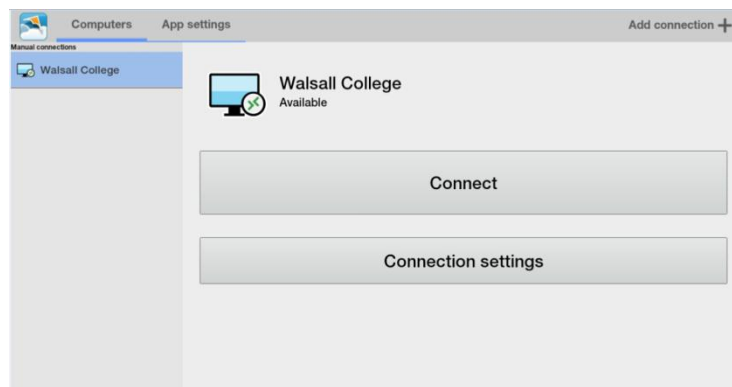 Computers App settings Add connection
Manual connections
Walsall College
Walsall College
Available
Connect
Connection settings